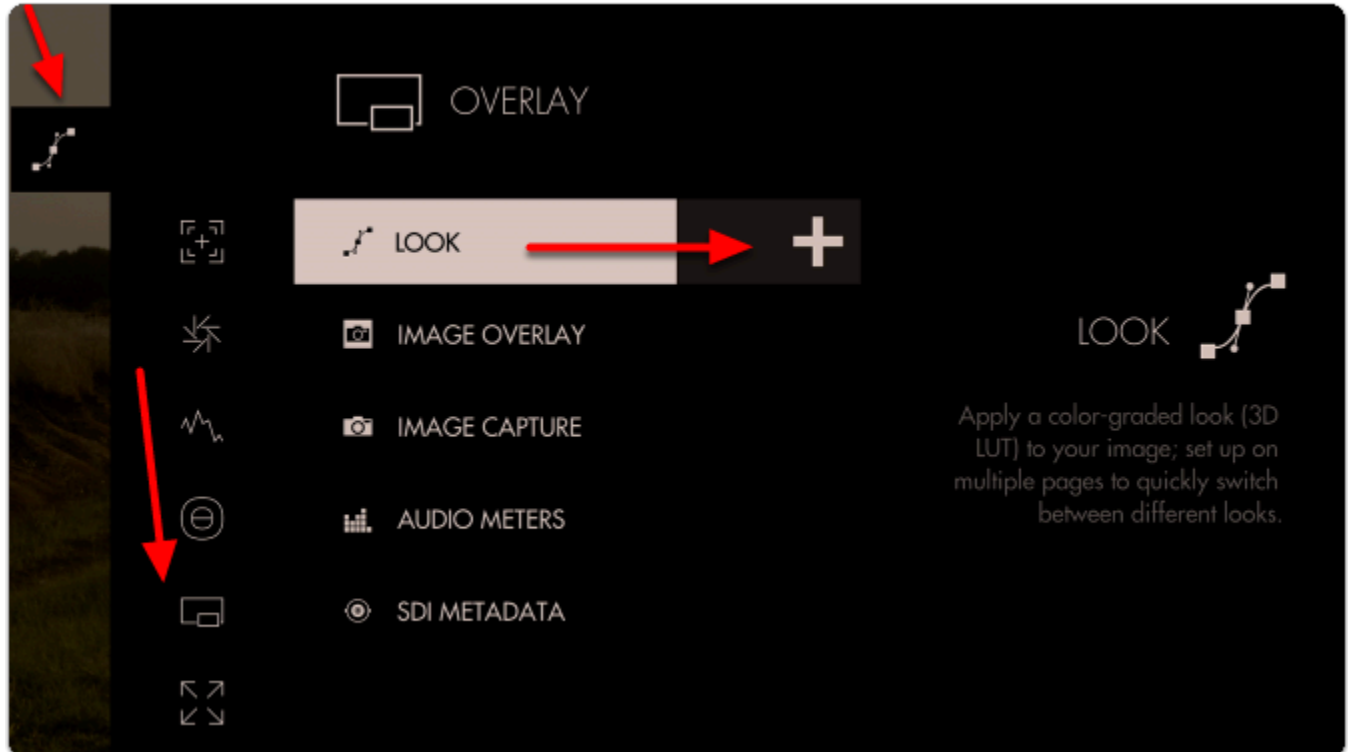 OVERLAY
LOOK
IMAGE OVERLAY
IMAGE CAPTURE
AUDIO METERS
SDI METADATA
LOOK
Apply a color-graded look (3D
LUT) to your image; set up on
multiple pages to quickly switch
between different looks.